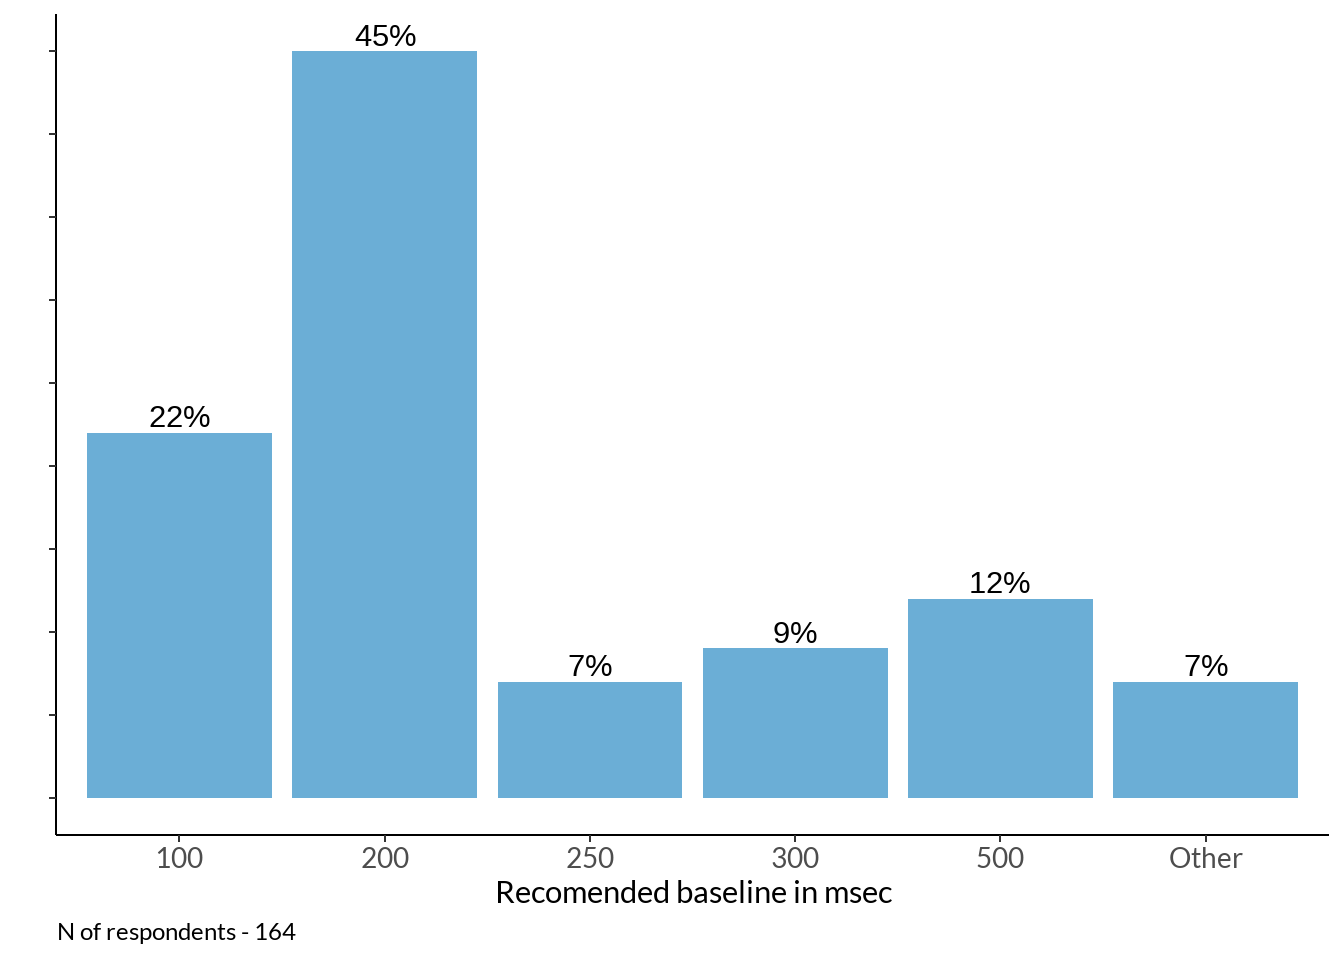 45%
22%
12%
9%
7%
7%
100 200 250 300 500 Other
Recomended baseline in msec
N of respondents - 164